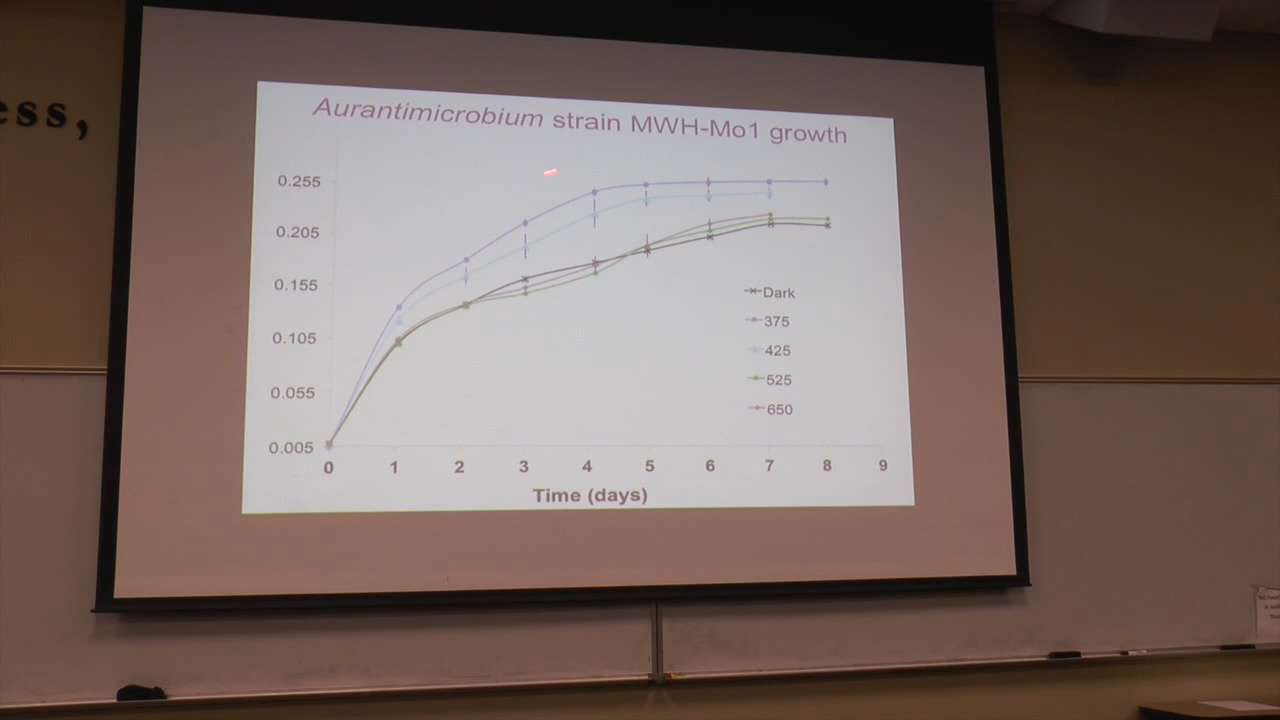 ess,
Aurantimicrobium strain MWH-Mo1 growth
0.255
0.205
0.155
0.105
0.055
0.005
0 1 2 3 4 5 6 7 8 9
Time (days)
Dark
375
425
525
650